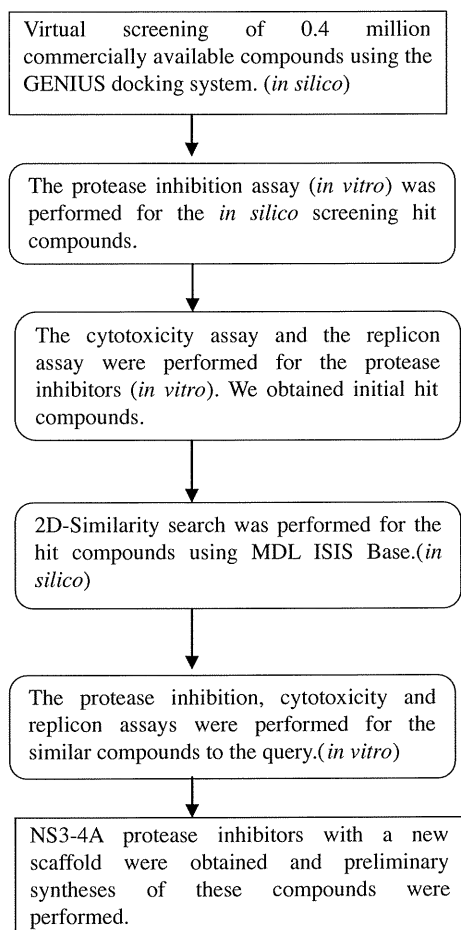 Virtual screening of 0.4 million
commercially available compounds using the
GENIUS docking system. (in silico)
The protease inhibition assay (in vitro) was
performed for the in silico screening hit
compounds.
The cytotoxicity assay and the replicon
assay were performed for the protease
inhibitors (in vitro). We obtained initial hit
compounds.
2D-Similarity search was performed for the
hit compounds using MDL ISIS Base.(in
silico)
The protease inhibition, cytotoxicity and
replicon assays were performed for the
similar compounds to the query.(in vitro)
NS3-4A protease inhibitors with a new
scaffold were obtained and preliminary
syntheses of these compounds were
performed.